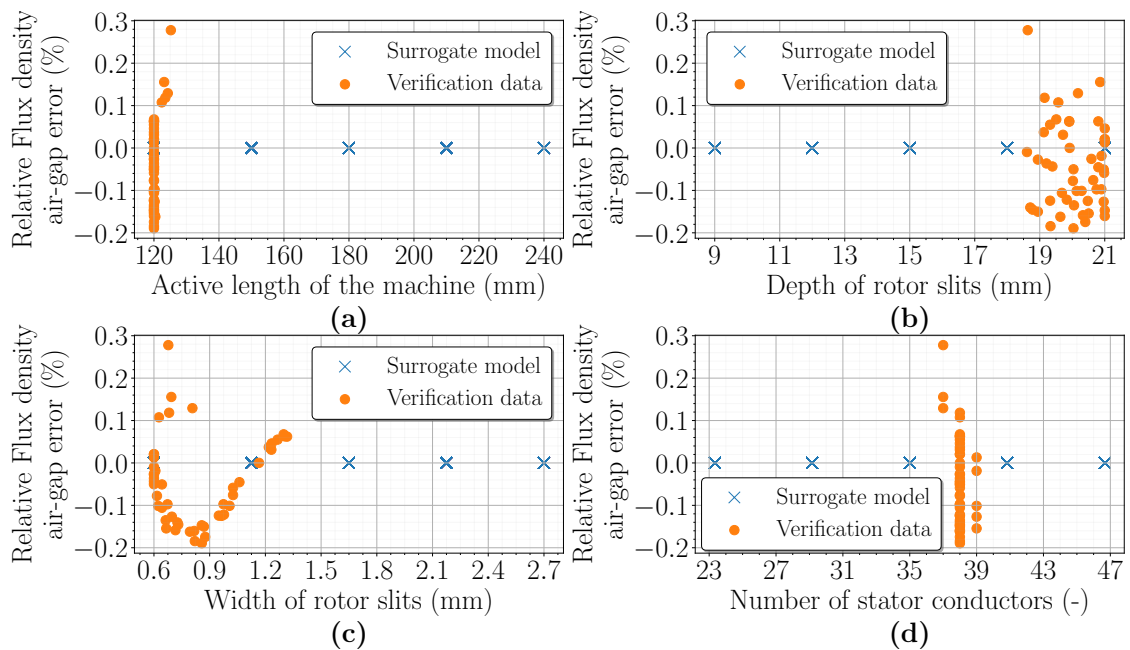 Relative Flux density
air-gap error (%)
0.3
0.2
0.1
0.0
−0.1
−0.2
Surrogate model
Verification data
120 140 160 180 200 220 240
Active length of the machine (mm)
(a)
Relative Flux density
air-gap error (%)
0.3
0.2
0.1
0.0
−0.1
−0.2
Surrogate model
Verification data
9 11 13 15 17 19 21
Depth of rotor slits (mm)
(b)
Relative Flux density
air-gap error (%)
0.3
0.2
0.1
0.0
−0.1
−0.2
Surrogate model
Verification data
0.6 0.9 1.2 1.5 1.8 2.1 2.4 2.7
Width of rotor slits (mm)
(c)
Relative Flux density
air-gap error (%)
0.3
0.2
0.1
0.0
−0.1
−0.2
Surrogate model
Verification data
23 27 31 35 39 43 47
Number of stator conductors (-)
(d)